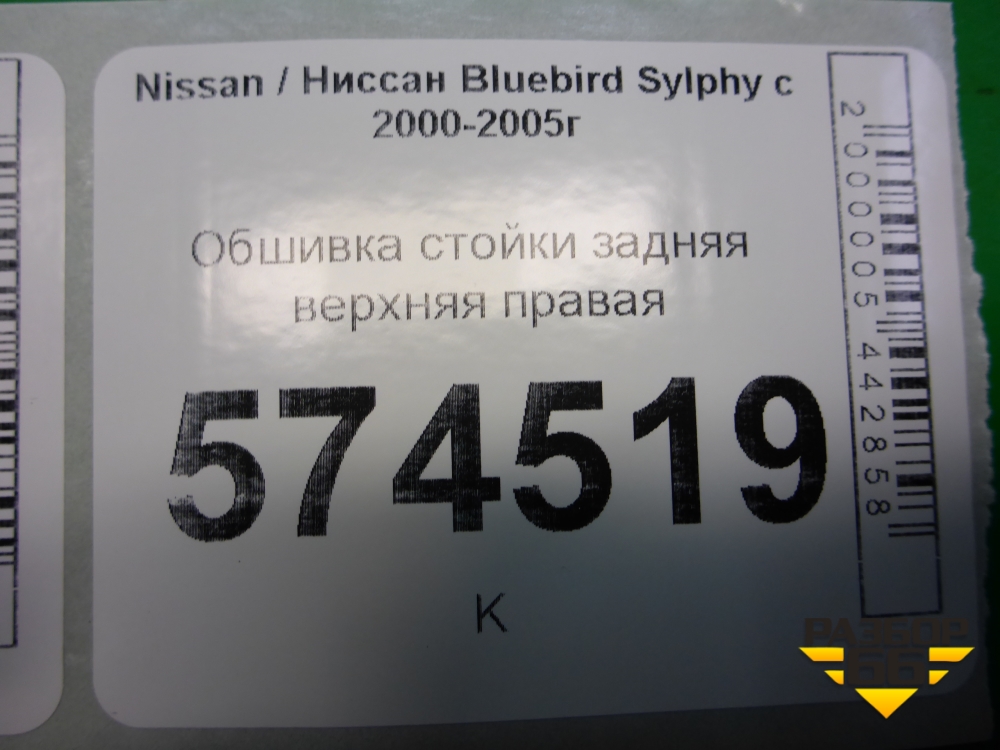 Nissan / Ниссан Bluebird Sylphy с
2000-2005г
Обшивка стойки задняя
верхняя правая
574519
К
2000005442858
РАЗБОР
66